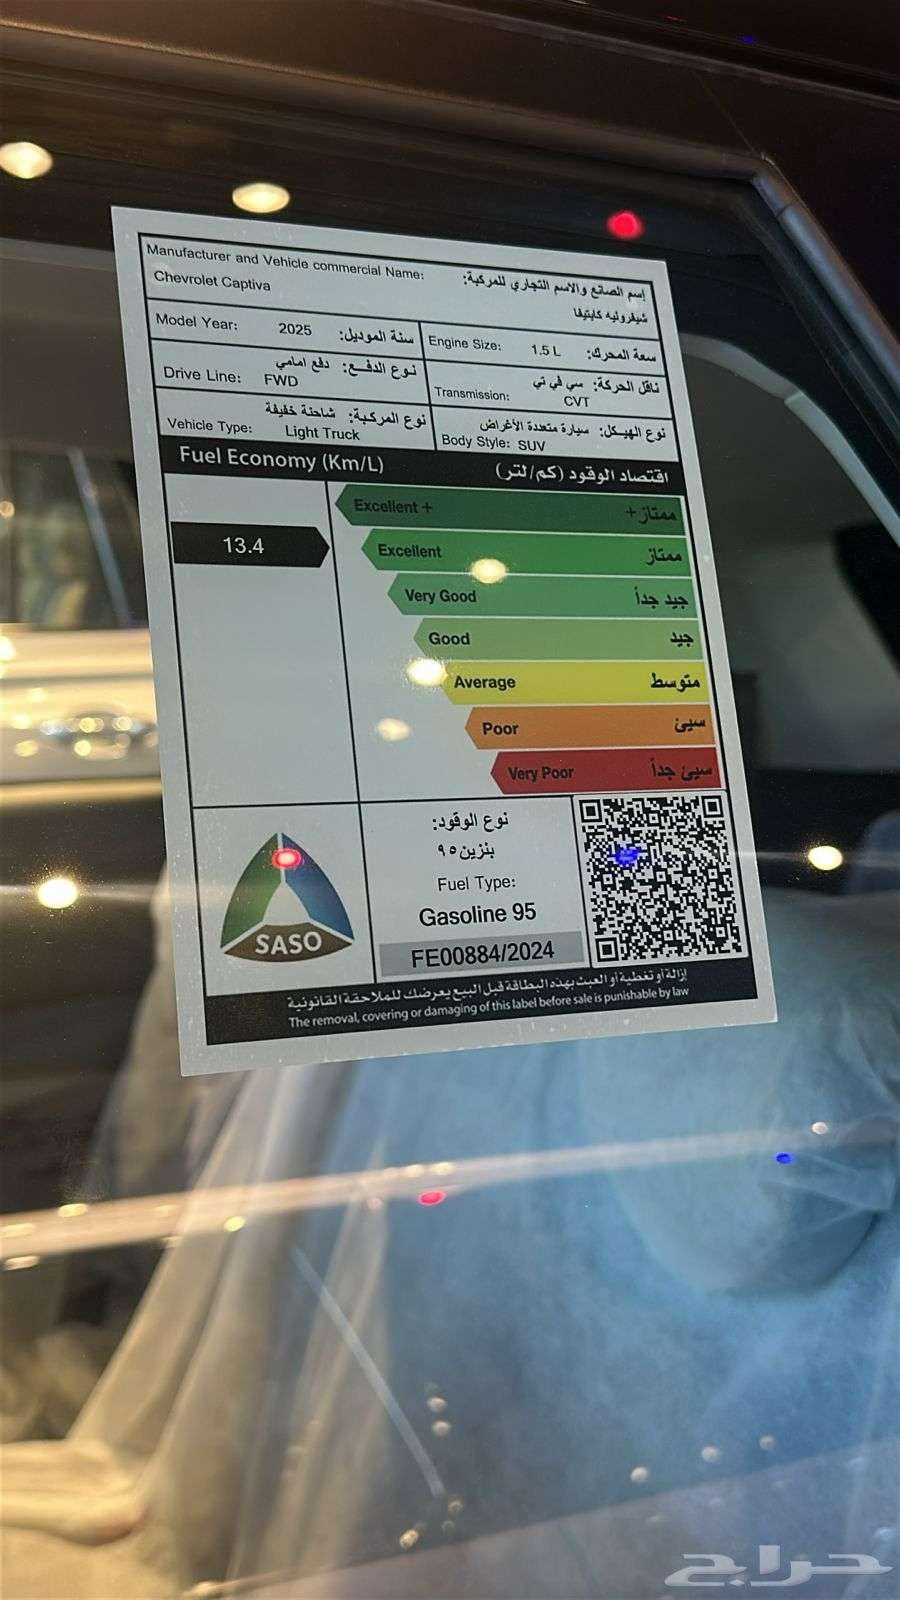 Manufacturer and Vehicle commercial Name: إسم الصانع والاسم التجاري للمركبة:
Chevrolet Captiva شيفروليه كابتيفا
Model Year: 2025 سنة الموديل:
Engine Size: 1.5 L سعة المحرك:
نوع الدفـع: دفع امامي
Drive Line: FWD
ناقل الحركة: سي في تي
Transmission: CVT
نوع المركبة: شاحنة خفيفة
Vehicle Type: Light Truck
نوع الهيـكل: سيارة متعددة الأغراض
Body Style: SUV
Fuel Economy (Km/L) اقتصاد الوقود (كم/لتر)
Excellent + ممتاز +
13.4
Excellent ممتاز
Very Good جيد جداً
Good جيد
Average متوسط
Poor سيئ
Very Poor سيئ جداً
SASO
نوع الوقود:
بنزين ٩٥
Fuel Type:
Gasoline 95
FE00884/2024
إزالة أو تغطية أو العبث بهذه البطاقة قبل البيع يعرضك للملاحقة القانونية
The removal, covering or damaging of this label before sale is punishable by law
حراج